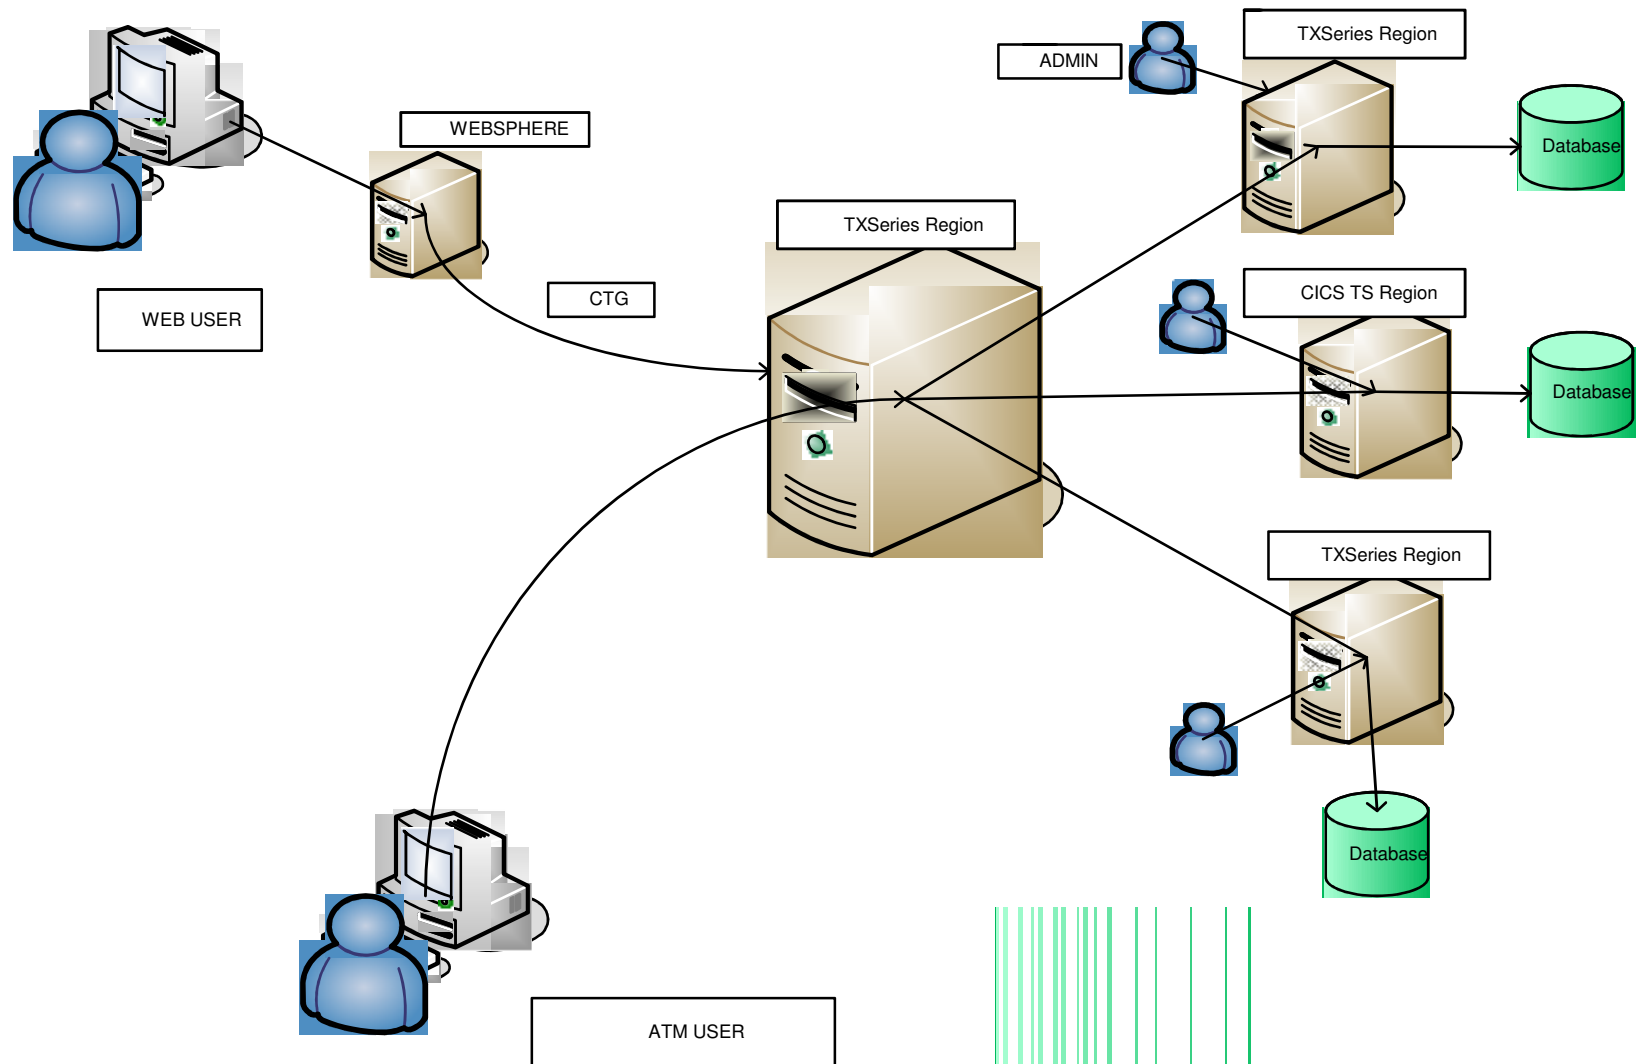 TXSeries Region
ADMIN
WEBSPHERE
Database
TXSeries Region
CTG
CICS TS Region
WEB USER
Database
TXSeries Region
Database
ATM USER